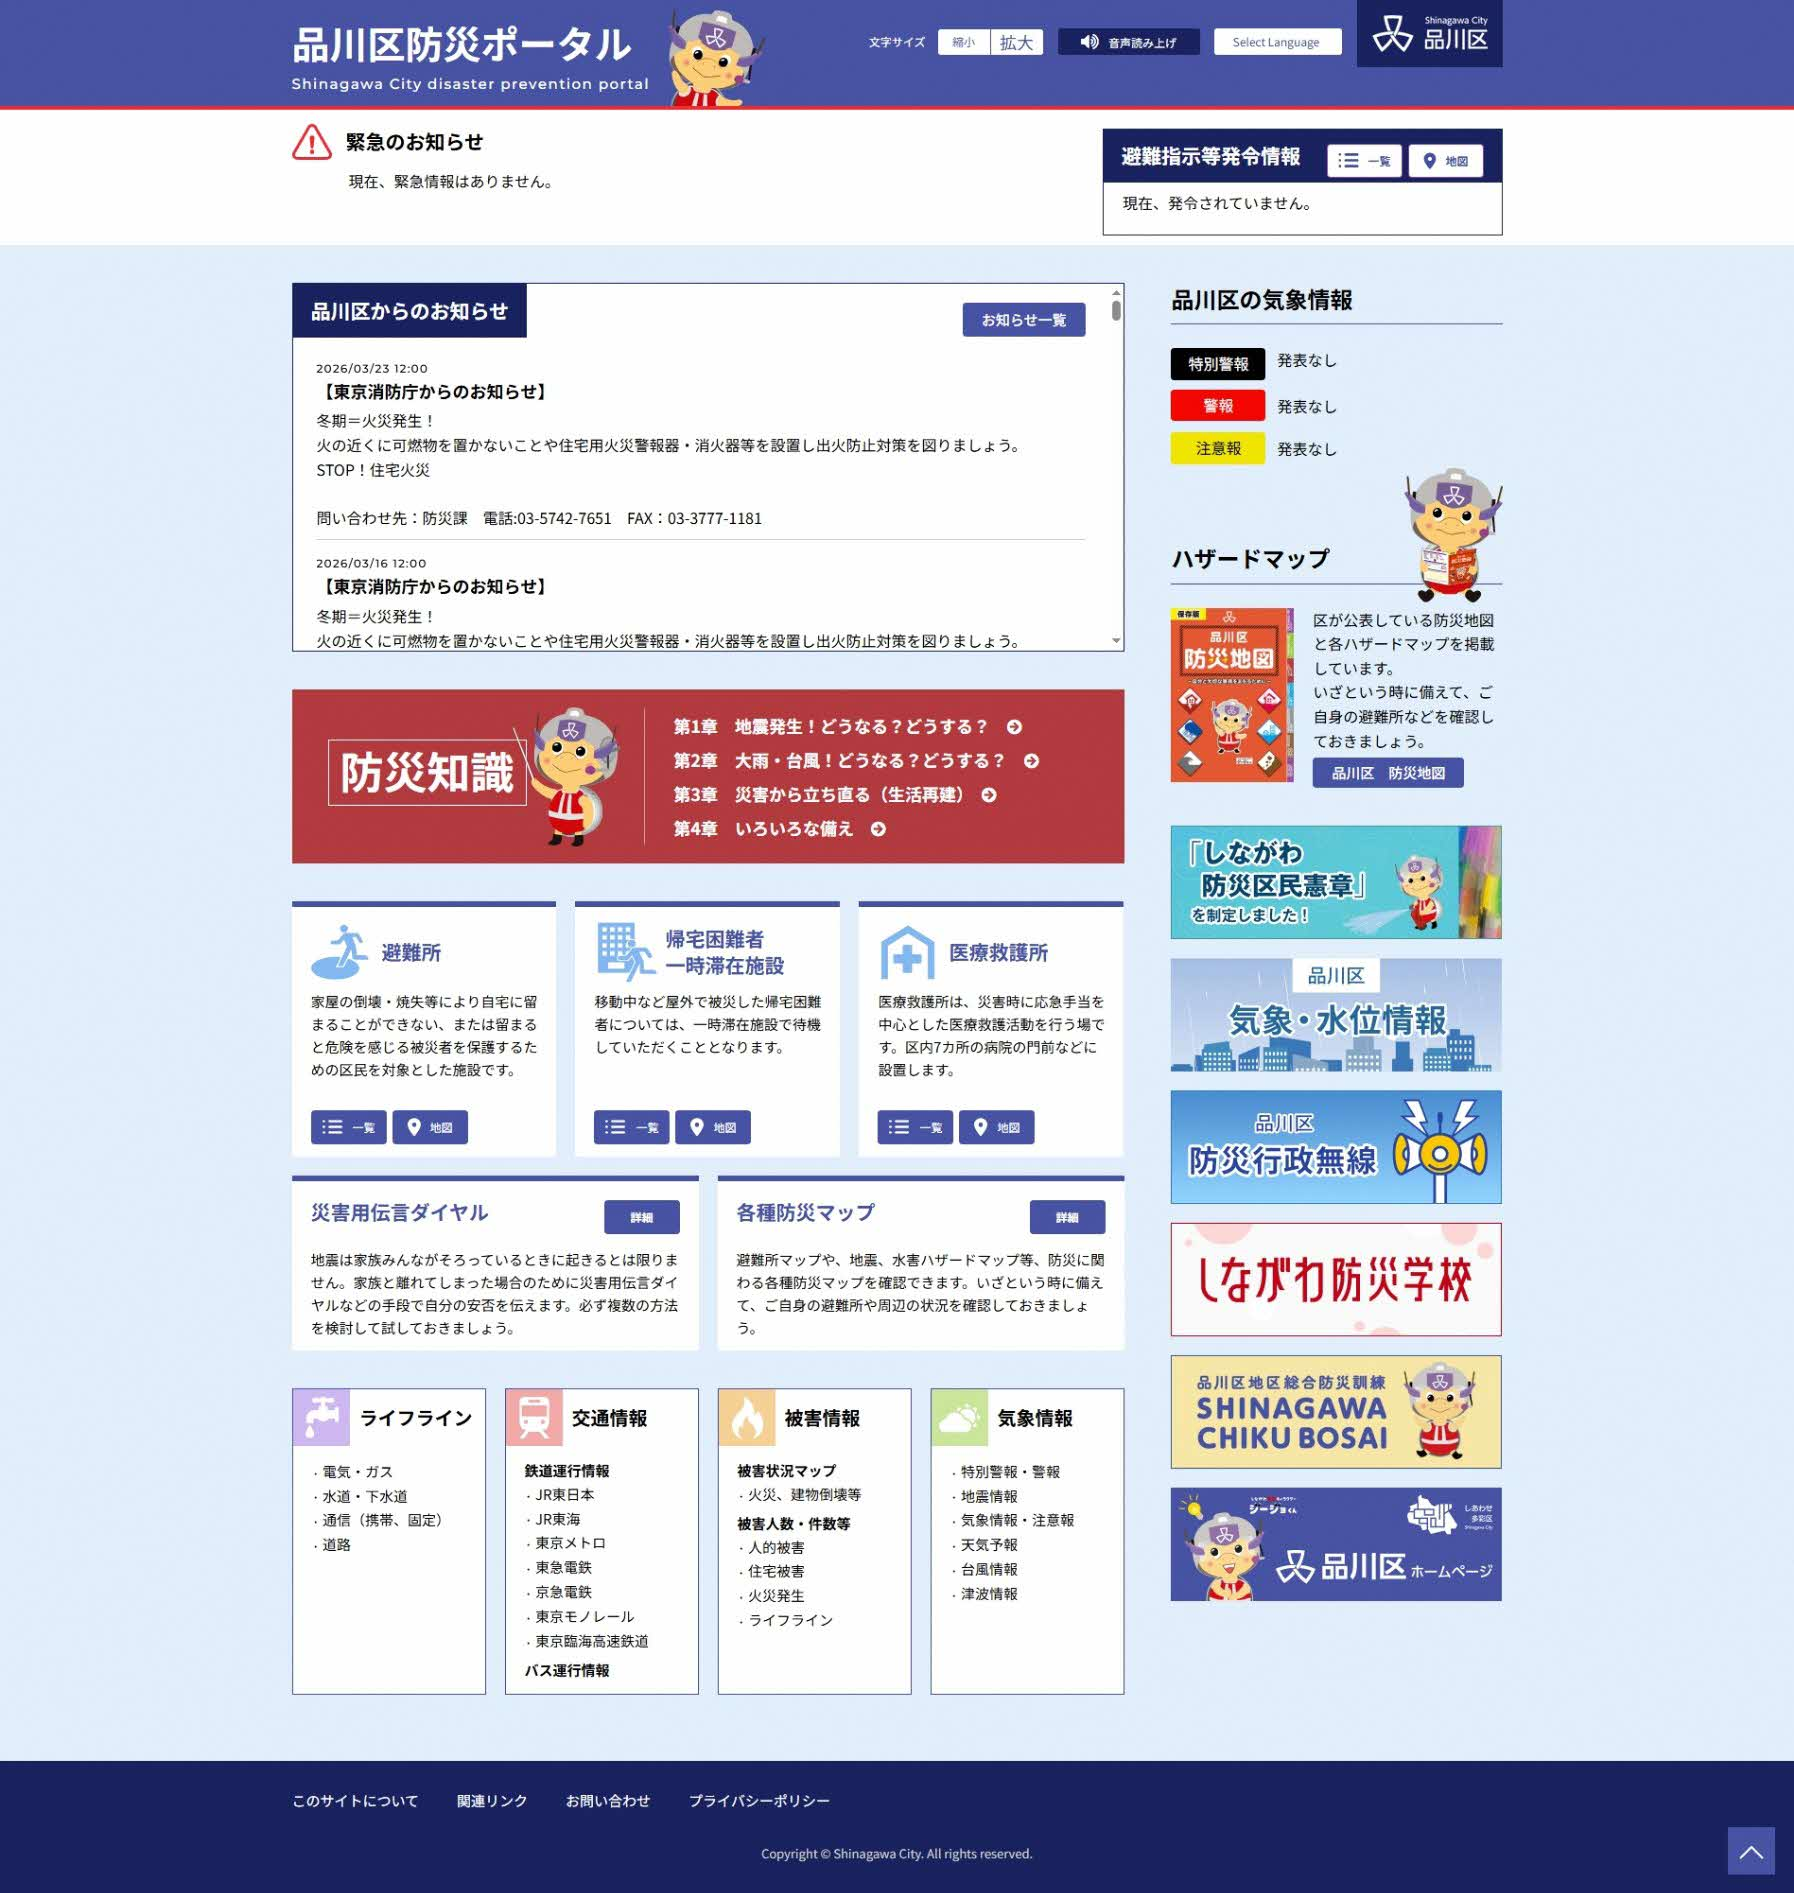 品川区防災ポータル
Shinagawa City disaster prevention portal
文字サイズ
縮小
拡大
音声読み上げ
Select Language
Shinagawa City
品川区
緊急のお知らせ
現在、緊急情報はありません。
避難指示等発令情報
一覧
地図
現在、発令されていません。
品川区からのお知らせ
お知らせ一覧
2026/03/23 12:00
【東京消防庁からのお知らせ】
冬期＝火災発生！
火の近くに可燃物を置かないことや住宅用火災警報器・消火器等を設置し出火防止対策を図りましょう。
STOP！住宅火災
問い合わせ先：防災課　電話:03-5742-7651　FAX：03-3777-1181
2026/03/16 12:00
【東京消防庁からのお知らせ】
冬期＝火災発生！
火の近くに可燃物を置かないことや住宅用火災警報器・消火器等を設置し出火防止対策を図りましょう。
防災知識
第1章　地震発生！どうなる？どうする？
第2章　大雨・台風！どうなる？どうする？
第3章　災害から立ち直る（生活再建）
第4章　いろいろな備え
避難所
家屋の倒壊・焼失等により自宅に留
まることができない、または留まる
と危険を感じる被災者を保護するた
めの区民を対象とした施設です。
一覧
地図
帰宅困難者
一時滞在施設
移動中など屋外で被災した帰宅困難
者については、一時滞在施設で待機
していただくこととなります。
一覧
地図
医療救護所
医療救護所は、災害時に応急手当を
中心とした医療救護活動を行う場で
す。区内7カ所の病院の門前などに
設置します。
一覧
地図
災害用伝言ダイヤル
詳細
地震は家族みんながそろっているときに起きるとは限りま
せん。家族と離れてしまった場合のために災害用伝言ダイ
ヤルなどの手段で自分の安否を伝えます。必ず複数の方法
を検討して試しておきましょう。
各種防災マップ
詳細
避難所マップや、地震、水害ハザードマップ等、防災に関
わる各種防災マップを確認できます。いざという時に備え
て、ご自身の避難所や周辺の状況を確認しておきましょ
う。
ライフライン
・電気・ガス
・水道・下水道
・通信（携帯、固定）
・道路
交通情報
鉄道運行情報
・JR東日本
・JR東海
・東京メトロ
・東急電鉄
・京急電鉄
・東京モノレール
・東京臨海高速鉄道
バス運行情報
被害情報
被害状況マップ
・火災、建物倒壊等
被害人数・件数等
・人的被害
・住宅被害
・火災発生
・ライフライン
気象情報
・特別警報・警報
・地震情報
・気象情報・注意報
・天気予報
・台風情報
・津波情報
品川区の気象情報
特別警報 発表なし
警報 発表なし
注意報 発表なし
ハザードマップ
保存版
品川区
防災地図
区が公表している防災地図
と各ハザードマップを掲載
しています。
いざという時に備えて、ご
自身の避難所などを確認し
ておきましょう。
品川区　防災地図
『しながわ
防災区民憲章』
を制定しました！
品川区
気象・水位情報
品川区
防災行政無線
しながわ防災学校
品川区地区総合防災訓練
SHINAGAWA
CHIKU BOSAI
ジージョくん
しあわせ
多彩区
Shinagawa City
品川区ホームページ
このサイトについて
関連リンク
お問い合わせ
プライバシーポリシー
Copyright © Shinagawa City. All rights reserved.